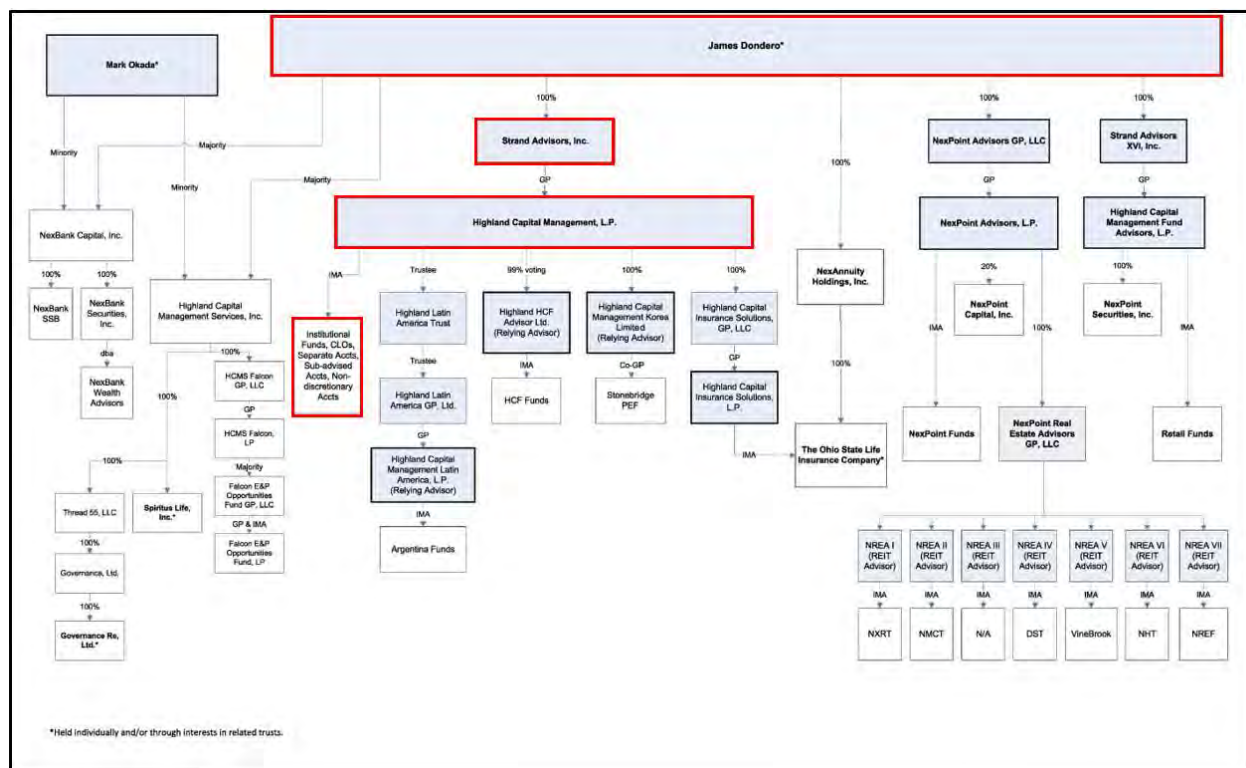 James Dondero*
Mark Okada*
100%
100%
100%
Strand Advisors, Inc.
NexPoint Advisors GP, LLC
Strand Advisors
XVI, Inc.
Minority
Majority
100%
GP
GP
GP
Minority
Majority
Highland Capital Management, L.P.
NexPoint Advisors, L.P.
Highland Capital
Management Fund
Advisors, L.P.
NexBank Capital, Inc.
100%
100%
IMA
Trustee
99% voting
100%
100%
NexAnnuity
Holdings, Inc.
20%
100%
NexBank
SSB
NexBank
Securities,
Inc.
Highland Capital
Management Services, Inc.
Institutional
Funds, CLOs,
Separate Accts,
Sub-advised
Accts, Non-
discretionary
Accts
Highland Latin
America Trust
Highland HCF
Advisor Ltd.
(Relying Advisor)
Highland Capital
Management Korea
Limited
(Relying Advisor)
Highland Capital
Insurance Solutions,
GP, LLC
NexPoint
Capital, Inc.
NexPoint
Securities, Inc.
IMA
100%
IMA
dba
100%
Trustee
IMA
Co-GP
GP
100%
NexBank
Wealth
Advisors
HCMS Falcon
GP, LLC
Highland Latin
America GP, Ltd.
HCF Funds
Stonebridge
PEF
Highland Capital
Insurance Solutions,
L.P.
100%
GP
HCMS Falcon,
LP
GP
NexPoint Funds
NexPoint Real
Estate Advisors
GP, LLC
Retail Funds
100%
Majority
Highland Capital
Management Latin
America, L.P.
(Relying Advisor)
IMA
The Ohio State Life
Insurance Company*
Thread 55, LLC
Spiritus Life,
Inc.*
Falcon E&P
Opportunities
Fund GP, LLC
IMA
GP & IMA
100%
Falcon E&P
Opportunities
Fund, LP
Argentina Funds
NREA I
(REIT
Advisor)
NREA II
(REIT
Advisor)
NREA III
(REIT
Advisor)
NREA IV
(REIT
Advisor)
NREA V
(REIT
Advisor)
NREA VI
(REIT
Advisor)
NREA VII
(REIT
Advisor)
Governance, Ltd.
IMA
IMA
IMA
IMA
IMA
IMA
IMA
100%
Governance Re,
Ltd.*
NXRT
NMCT
N/A
DST
VineBrook
NHT
NREF
*Held individually and/or through interests in related trusts.